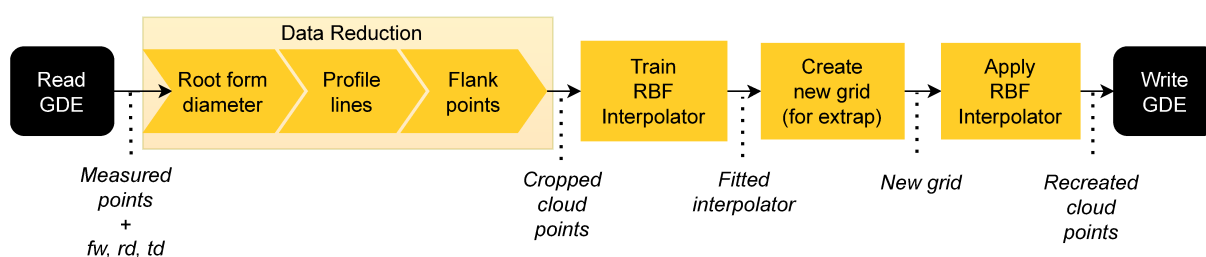 Data Reduction
Read
GDE
Root form
diameter
Profile
lines
Flank
points
Train
RBF
Interpolator
Create
new grid
(for extrap)
Apply
RBF
Interpolator
Write
GDE
Measured
points
+
fw, rd, td
Cropped
cloud
points
Fitted
interpolator
New grid
Recreated
cloud
points